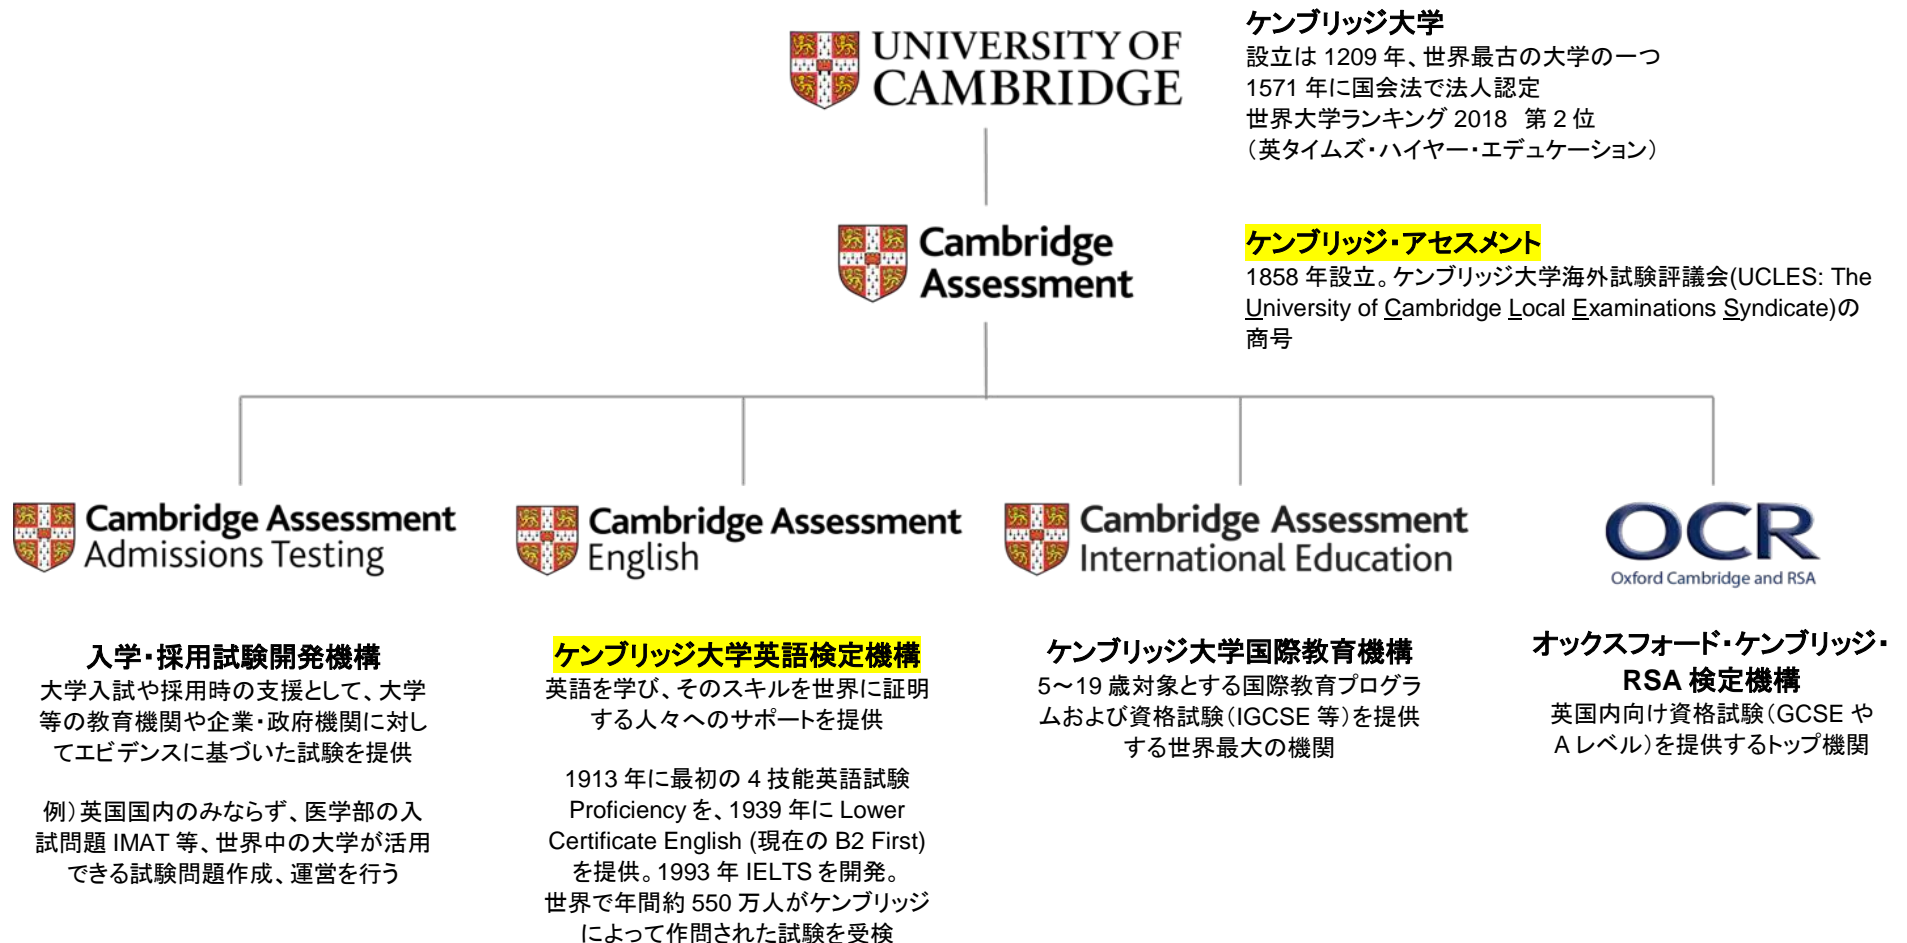 UNIVERSITY OF
CAMBRIDGE
ケンブリッジ大学
設立は 1209 年、世界最古の大学の一つ
1571 年に国会法で法人認定
世界大学ランキング 2018 第 2 位
（英タイムズ・ハイヤー・エデュケーション）
Cambridge
Assessment
ケンブリッジ・アセスメント
1858 年設立。ケンブリッジ大学海外試験評議会(UCLES: The
University of Cambridge Local Examinations Syndicate)の
商号
Cambridge Assessment
Admissions Testing
入学・採用試験開発機構
大学入試や採用時の支援として、大学
等の教育機関や企業・政府機関に対し
てエビデンスに基づいた試験を提供
例）英国国内のみならず、医学部の入
試問題 IMAT 等、世界中の大学が活用
できる試験問題作成、運営を行う
Cambridge Assessment
English
ケンブリッジ大学英語検定機構
英語を学び、そのスキルを世界に証明
する人々へのサポートを提供
1913 年に最初の 4 技能英語試験
Proficiency を、1939 年に Lower
Certificate English (現在の B2 First)
を提供。1993 年 IELTS を開発。
世界で年間約 550 万人がケンブリッジ
によって作問された試験を受検
Cambridge Assessment
International Education
ケンブリッジ大学国際教育機構
5～19 歳対象とする国際教育プログラ
ムおよび資格試験（IGCSE 等）を提供
する世界最大の機関
OCR
Oxford Cambridge and RSA
オックスフォード・ケンブリッジ・
RSA 検定機構
英国内向け資格試験（GCSE や
A レベル）を提供するトップ機関